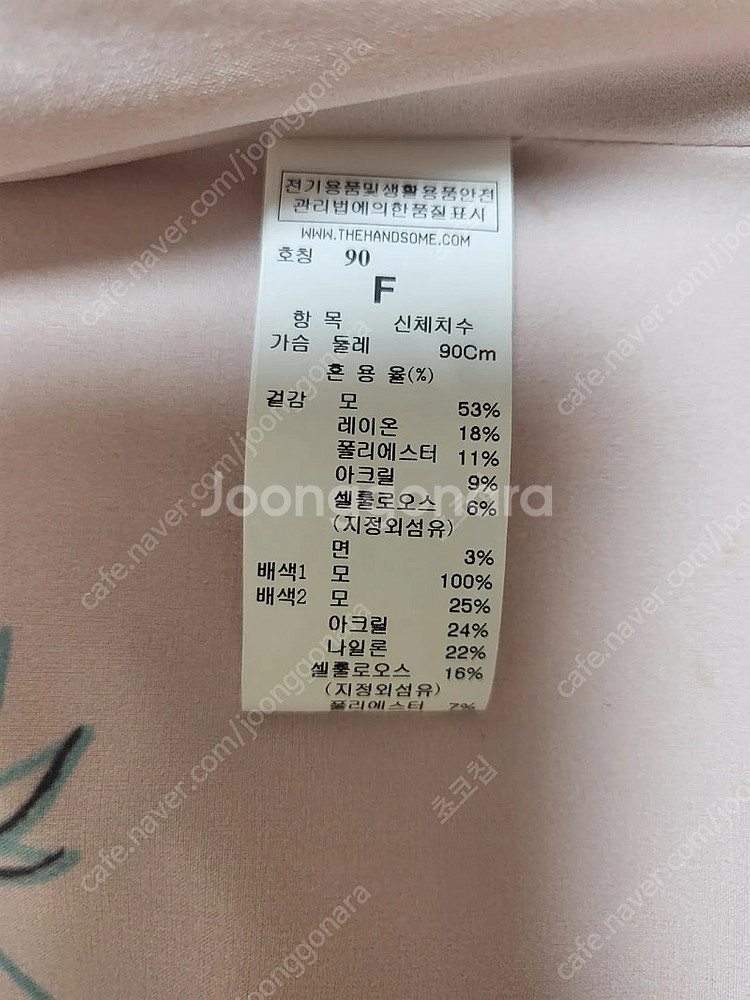 전기용품및생활용품안전
관리법에의한품질표시
WWW.THEHANDSOME.COM
호칭 90
F
항 목 신체치수
가슴 둘레 90Cm
혼 용 율(%)
겉감 모 53%
레이온 18%
폴리에스터 11%
아크릴 9%
셀룰로오스 6%
(지정외섬유)
면 3%
배색1 모 100%
배색2 모 25%
아크릴 24%
나일론 22%
셀룰로오스 16%
(지정외섬유)
폴리에스터 7%
Joonggonara
cafe.naver.com/joonggonara
초코칩